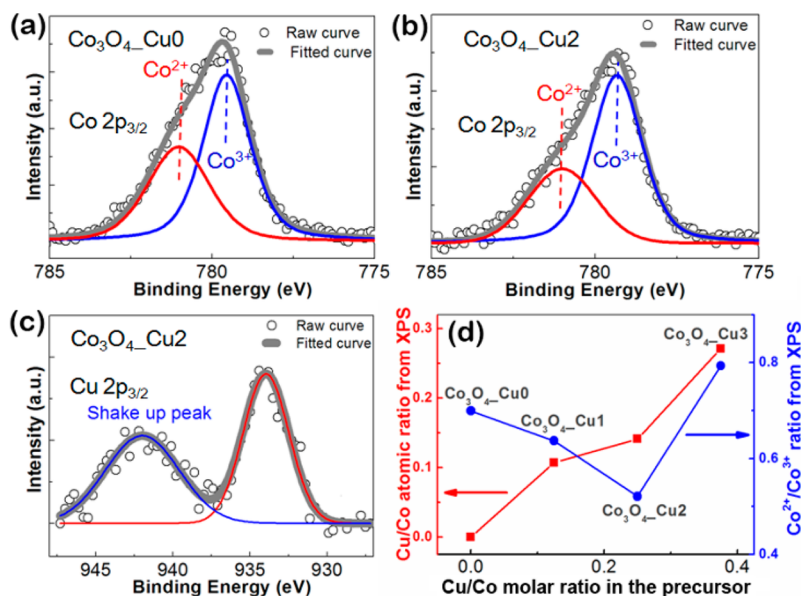 (a)
Co₃O₄_Cu0
Raw curve
Fitted curve
Co²⁺
Co 2p₃/₂
Co³⁺
Intensity (a.u.)
785 780 775
Binding Energy (eV)
(b)
Co₃O₄_Cu2
Raw curve
Fitted curve
Co²⁺
Co 2p₃/₂
Co³⁺
Intensity (a.u.)
785 780 775
Binding Energy (eV)
(c)
Co₃O₄_Cu2
Raw curve
Fitted curve
Cu 2p₃/₂
Shake up peak
Intensity (a.u.)
945 940 935 930
Binding Energy (eV)
(d)
Cu/Co atomic ratio from XPS
0.3
0.2
0.1
0.0
Co₃O₄_Cu0
Co₃O₄_Cu1
Co₃O₄_Cu2
Co₃O₄_Cu3
0.8
0.6
0.4
Co²⁺/Co³⁺ ratio from XPS
0.0 0.2 0.4
Cu/Co molar ratio in the precursor